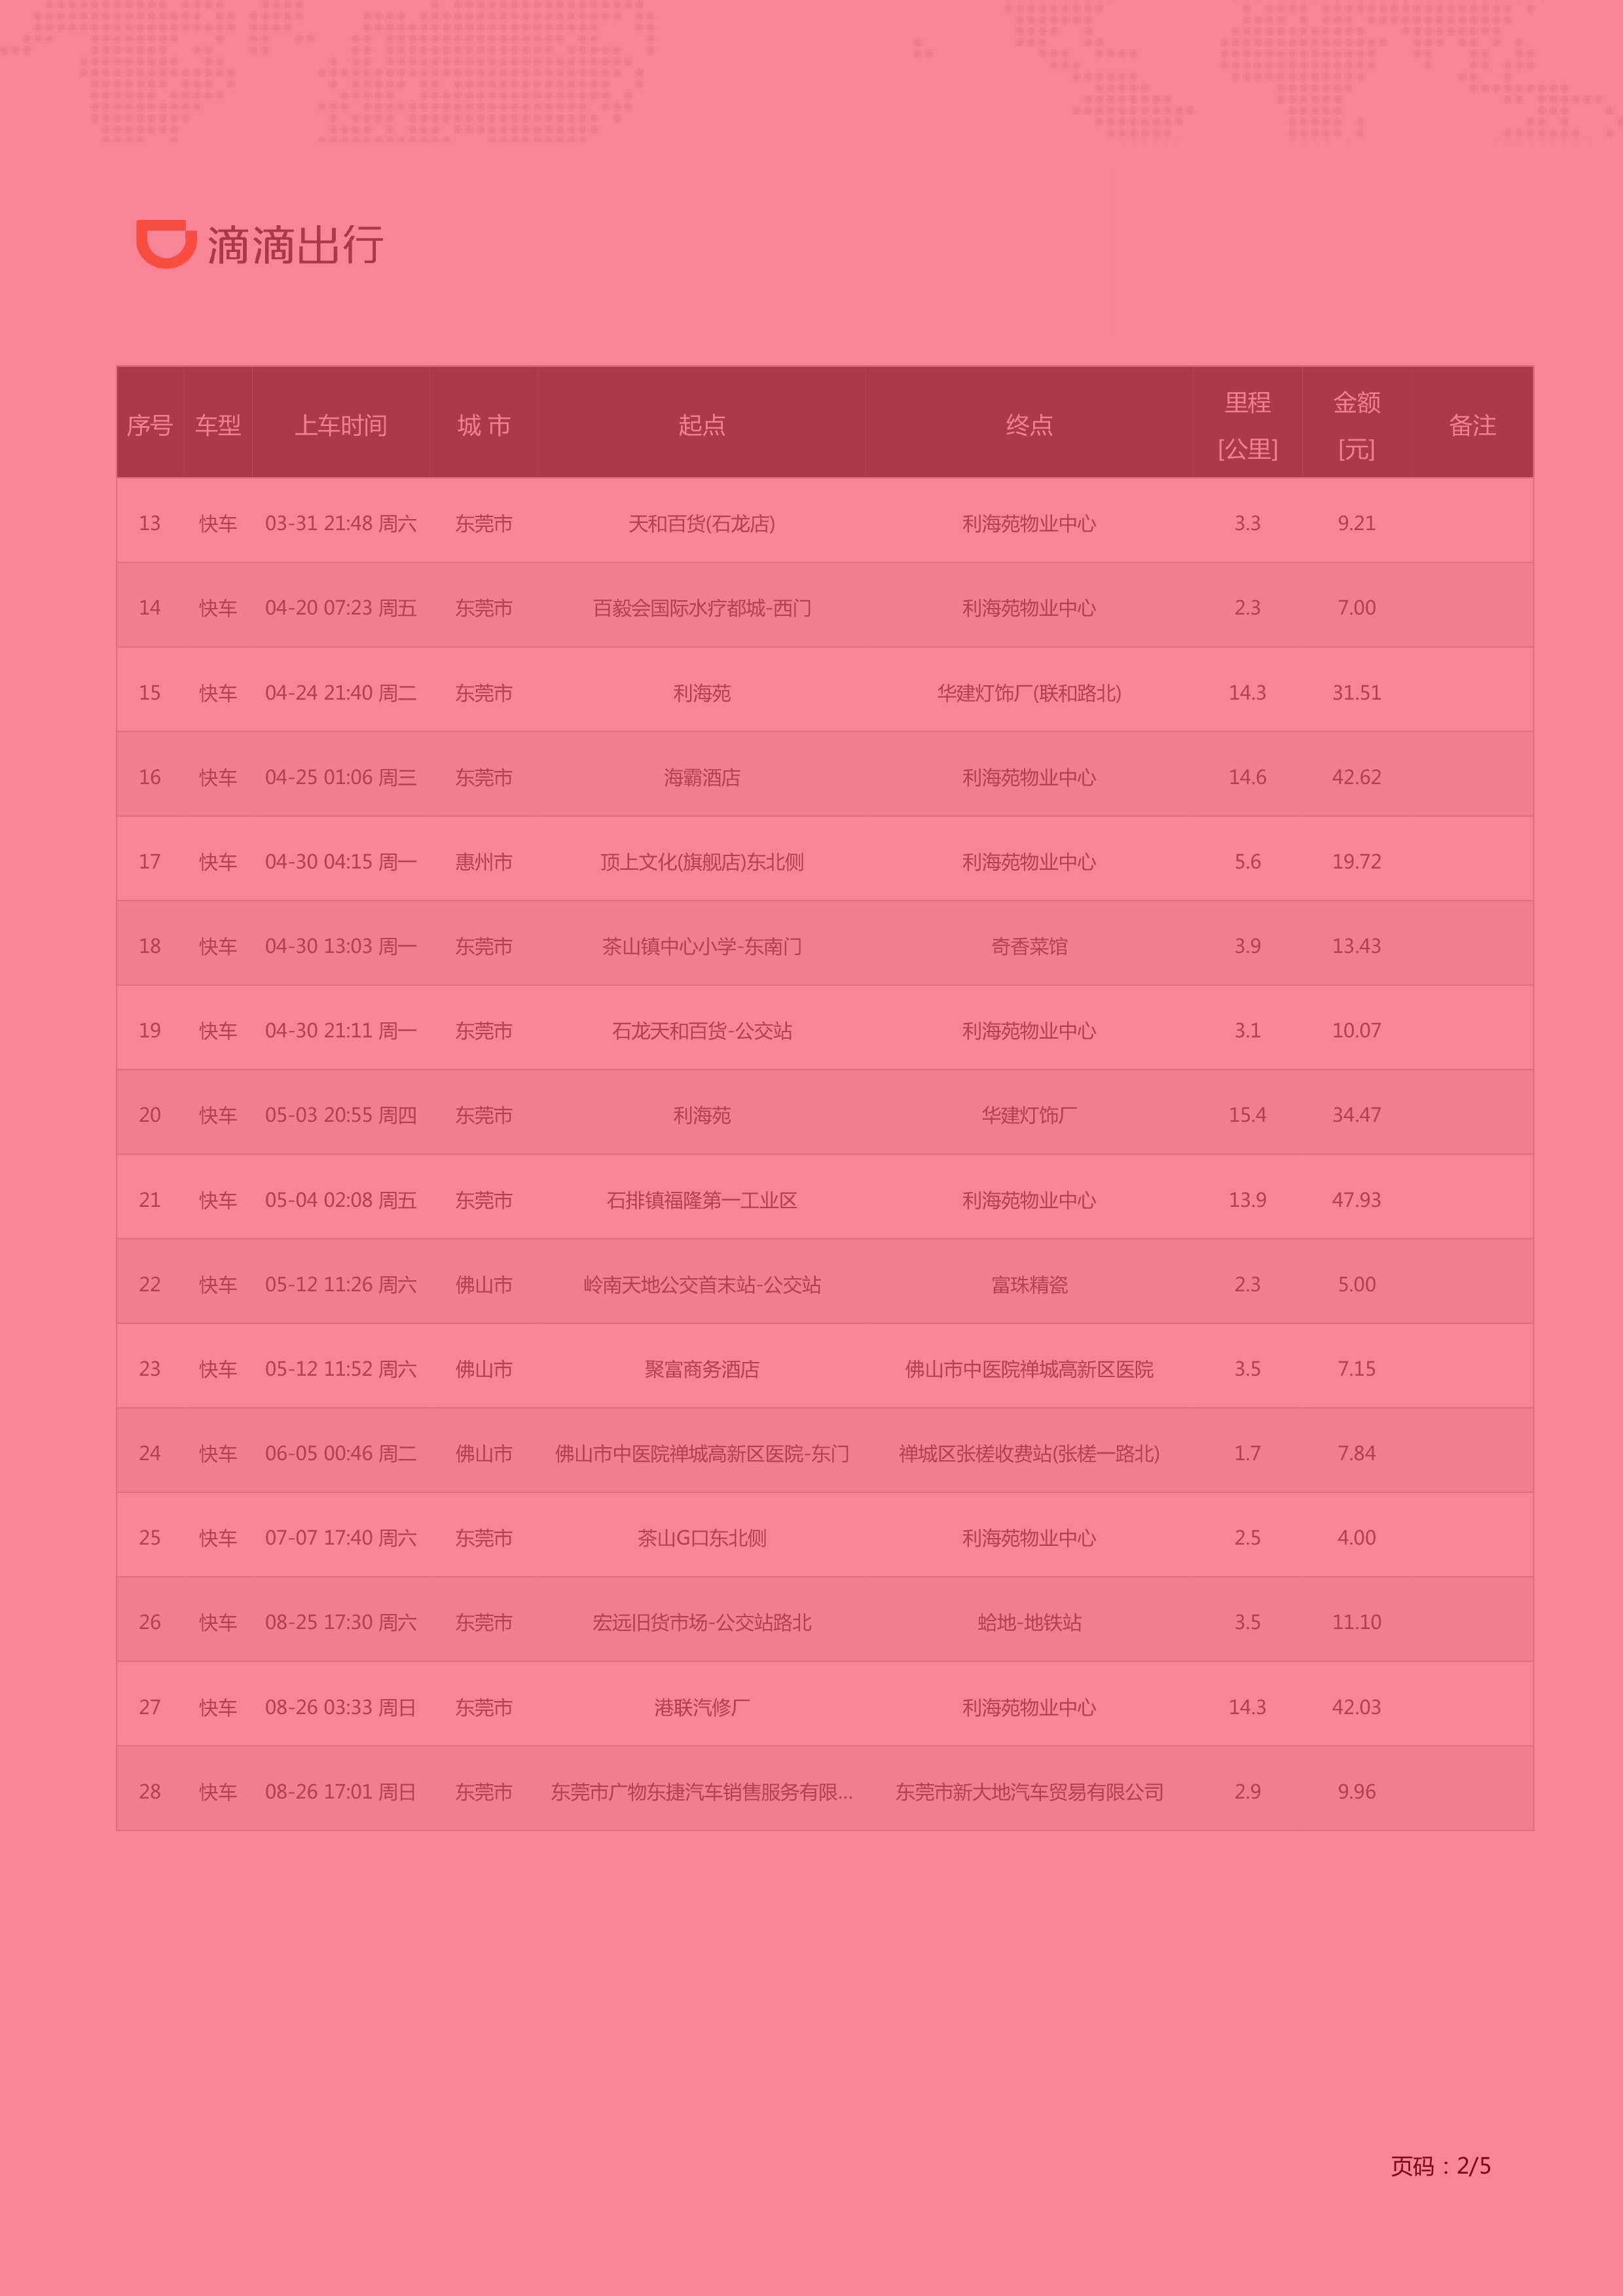 滴滴出行
序号 车型 上车时间 城 市 起点 终点 里程 [公里] 金额 [元] 备注
13 快车 03-31 21:48 周六 东莞市 天和百货(石龙店) 利海苑物业中心 3.3 9.21
14 快车 04-20 07:23 周五 东莞市 百毅会国际水疗都城-西门 利海苑物业中心 2.3 7.00
15 快车 04-24 21:40 周二 东莞市 利海苑 华建灯饰厂(联和路北) 14.3 31.51
16 快车 04-25 01:06 周三 东莞市 海霸酒店 利海苑物业中心 14.6 42.62
17 快车 04-30 04:15 周一 惠州市 顶上文化(旗舰店)东北侧 利海苑物业中心 5.6 19.72
18 快车 04-30 13:03 周一 东莞市 茶山镇中心小学-东南门 奇香菜馆 3.9 13.43
19 快车 04-30 21:11 周一 东莞市 石龙天和百货-公交站 利海苑物业中心 3.1 10.07
20 快车 05-03 20:55 周四 东莞市 利海苑 华建灯饰厂 15.4 34.47
21 快车 05-04 02:08 周五 东莞市 石排镇福隆第一工业区 利海苑物业中心 13.9 47.93
22 快车 05-12 11:26 周六 佛山市 岭南天地公交首末站-公交站 富珠精瓷 2.3 5.00
23 快车 05-12 11:52 周六 佛山市 聚富商务酒店 佛山市中医院禅城高新区医院 3.5 7.15
24 快车 06-05 00:46 周二 佛山市 佛山市中医院禅城高新区医院-东门 禅城区张槎收费站(张槎一路北) 1.7 7.84
25 快车 07-07 17:40 周六 东莞市 茶山G口东北侧 利海苑物业中心 2.5 4.00
26 快车 08-25 17:30 周六 东莞市 宏远旧货市场-公交站路北 蛤地-地铁站 3.5 11.10
27 快车 08-26 03:33 周日 东莞市 港联汽修厂 利海苑物业中心 14.3 42.03
28 快车 08-26 17:01 周日 东莞市 东莞市广物东捷汽车销售服务有限... 东莞市新大地汽车贸易有限公司 2.9 9.96
页码：2/5